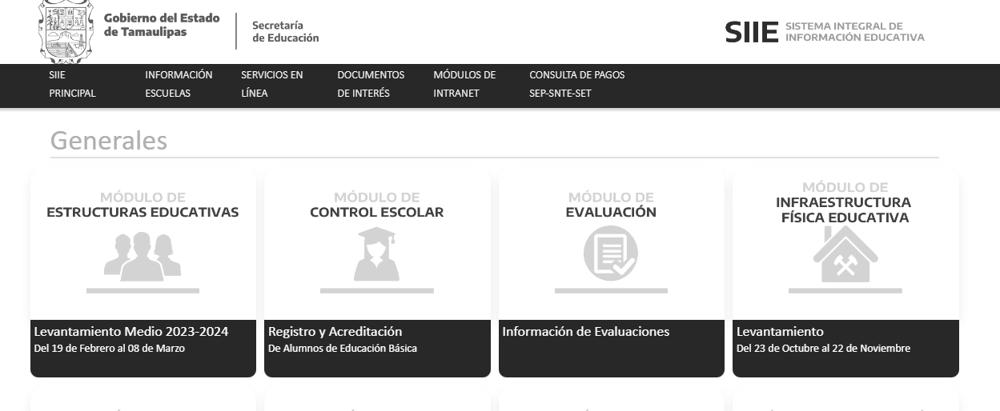 Gobierno del Estado
de Tamaulipas
Secretaría
de Educación
SIIE
SISTEMA INTEGRAL DE
INFORMACIÓN EDUCATIVA
SIIE
PRINCIPAL
INFORMACIÓN
ESCUELAS
SERVICIOS EN
LÍNEA
DOCUMENTOS
DE INTERÉS
MÓDULOS DE
INTRANET
CONSULTA DE PAGOS
SEP-SNTE-SET
Generales
MÓDULO DE
ESTRUCTURAS EDUCATIVAS
Levantamiento Medio 2023-2024
Del 19 de Febrero al 08 de Marzo
MÓDULO DE
CONTROL ESCOLAR
Registro y Acreditación
De Alumnos de Educación Básica
MÓDULO DE
EVALUACIÓN
Información de Evaluaciones
MÓDULO DE
INFRAESTRUCTURA
FÍSICA EDUCATIVA
Levantamiento
Del 23 de Octubre al 22 de Noviembre